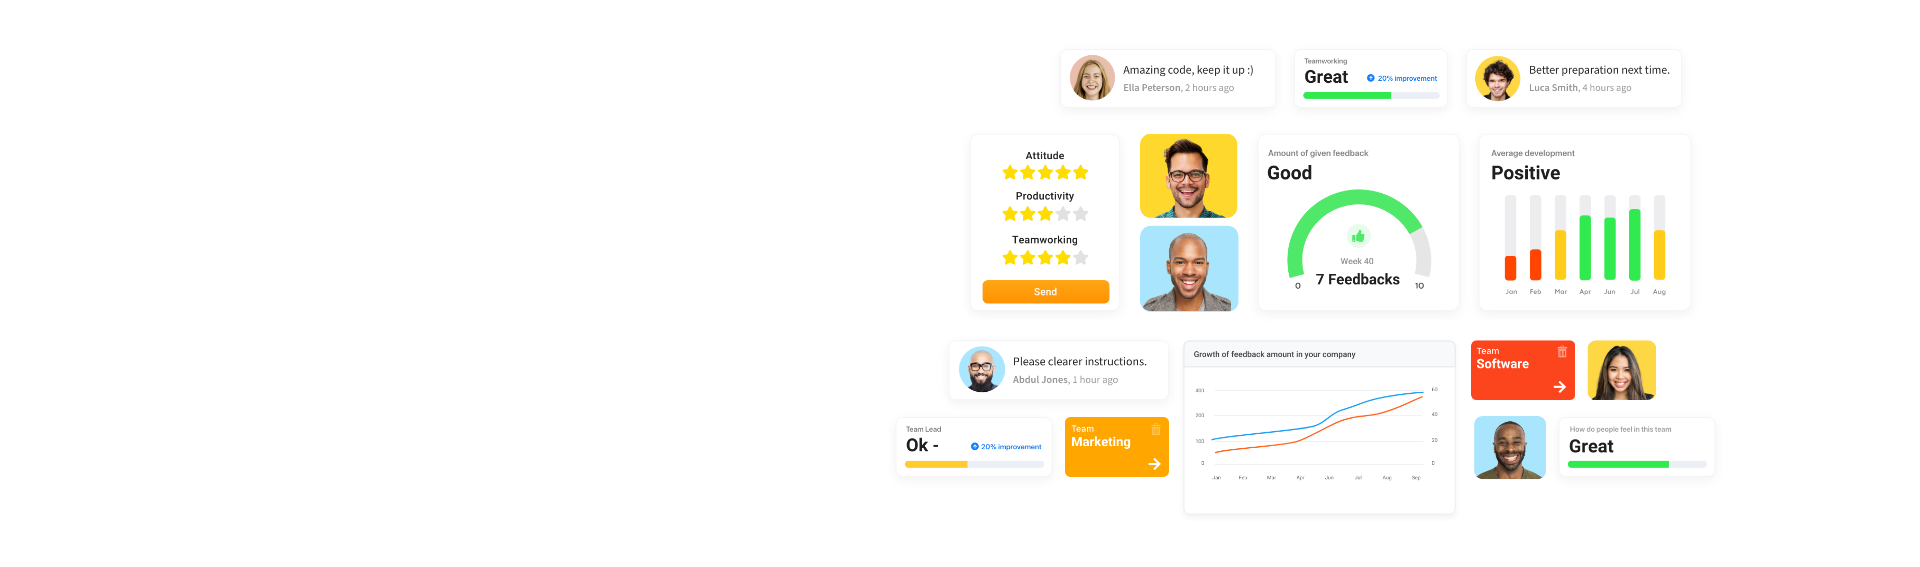 Amazing code, keep it up :)
Ella Peterson, 2 hours ago
Teamworking
Great
20% improvement
Better preparation next time.
Luca Smith, 4 hours ago
Attitude
Productivity
Teamworking
Send
Amount of given feedback
Good
Week 40
7 Feedbacks
0
10
Average development
Positive
Jan Feb Mar Apr Jun Jul Aug
Please clearer instructions.
Abdul Jones, 1 hour ago
Team Lead
Ok -
20% improvement
Team
Marketing
Growth of feedback amount in your company
400 60
200 40
100 20
0 0
Jan Feb Mar Apr Jun Jul Aug Sep
Team
Software
How do people feel in this team
Great